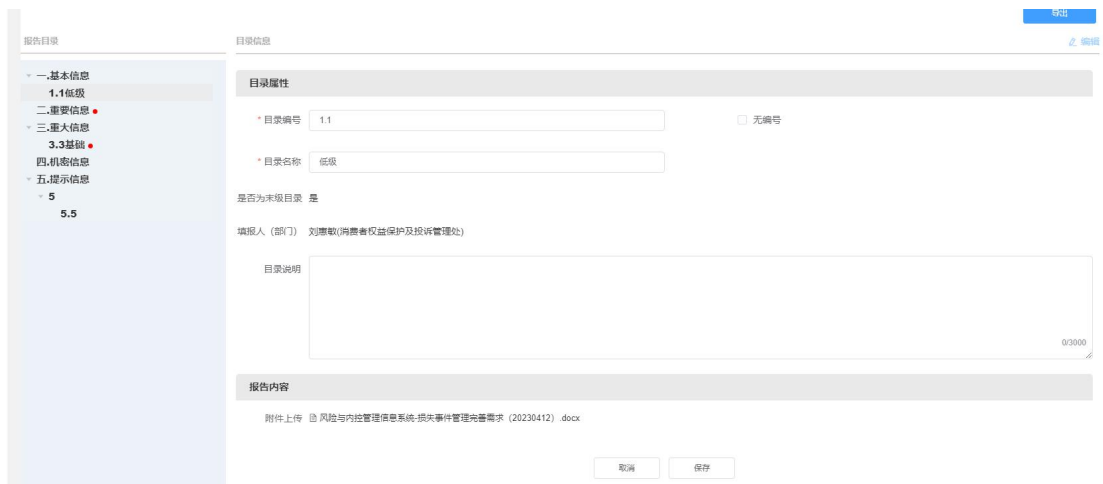 导出
报告目录
目录信息
编辑
一.基本信息
1.1低级
二.重要信息
三.重大信息
3.3基础
四.机密信息
五.提示信息
5
5.5
目录属性
*目录编号 1.1 无编号
*目录名称 低级
是否为末级目录 是
填报人（部门） 刘惠敏(消费者权益保护及投诉管理处)
目录说明
0/3000
报告内容
附件上传 风险与内控管理信息系统-损失事件管理完善需求（20230412）.docx
取消 保存